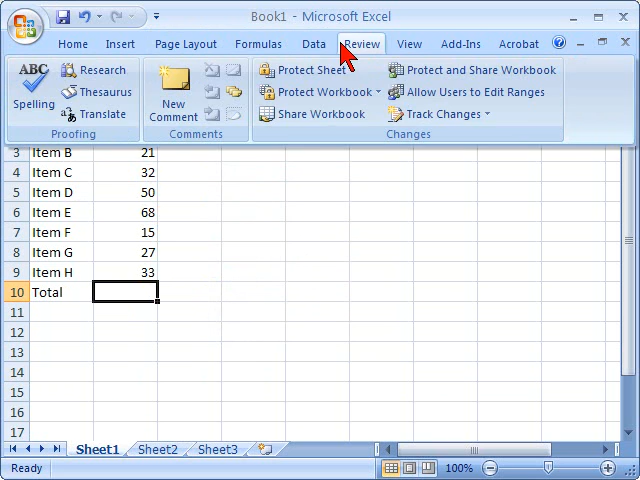 Book1 - Microsoft Excel
Home Insert Page Layout Formulas Data Review View Add-Ins Acrobat
ABC
Spelling
Research
Thesaurus
Translate
Proofing
New
Comment
Comments
Protect Sheet
Protect Workbook
Share Workbook
Protect and Share Workbook
Allow Users to Edit Ranges
Track Changes
Changes
3 Item B 21
4 Item C 32
5 Item D 50
6 Item E 68
7 Item F 15
8 Item G 27
9 Item H 33
10 Total
11
12
13
14
15
16
17
Sheet1 Sheet2 Sheet3
Ready 100%